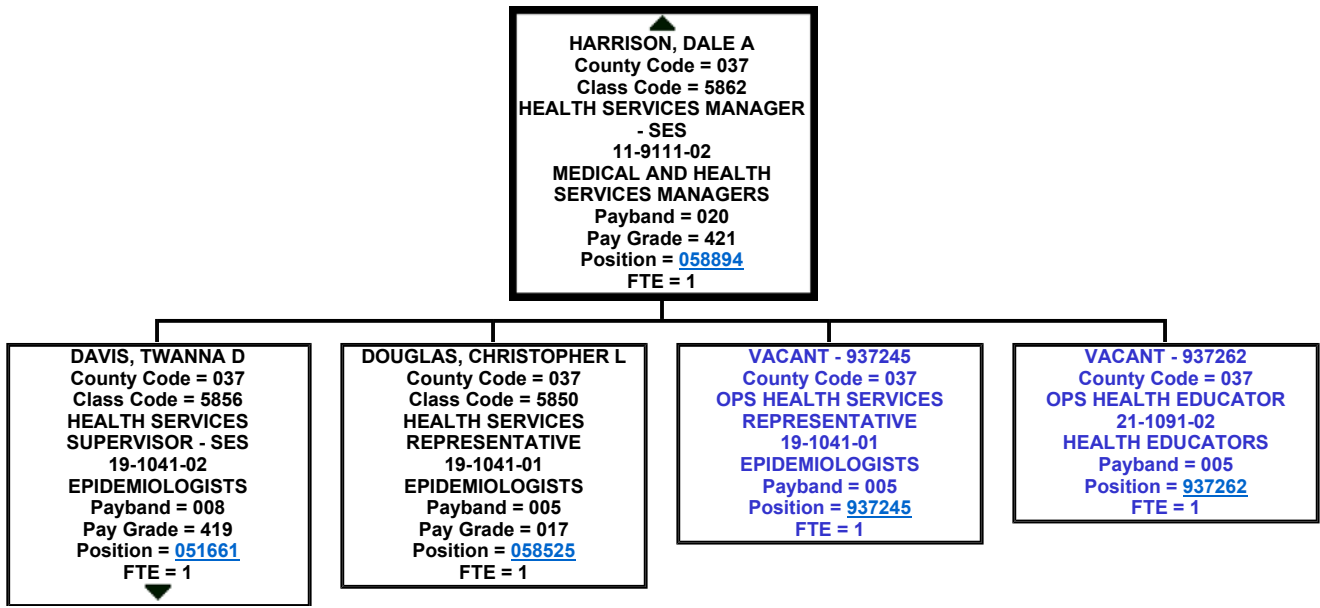 HARRISON, DALE A
County Code = 037
Class Code = 5862
HEALTH SERVICES MANAGER
- SES
11-9111-02
MEDICAL AND HEALTH
SERVICES MANAGERS
Payband = 020
Pay Grade = 421
Position = 058894
FTE = 1
DAVIS, TWANNA D
County Code = 037
Class Code = 5856
HEALTH SERVICES
SUPERVISOR - SES
19-1041-02
EPIDEMIOLOGISTS
Payband = 008
Pay Grade = 419
Position = 051661
FTE = 1
DOUGLAS, CHRISTOPHER L
County Code = 037
Class Code = 5850
HEALTH SERVICES
REPRESENTATIVE
19-1041-01
EPIDEMIOLOGISTS
Payband = 005
Pay Grade = 017
Position = 058525
FTE = 1
VACANT - 937245
County Code = 037
OPS HEALTH SERVICES
REPRESENTATIVE
19-1041-01
EPIDEMIOLOGISTS
Payband = 005
Position = 937245
FTE = 1
VACANT - 937262
County Code = 037
OPS HEALTH EDUCATOR
21-1091-02
HEALTH EDUCATORS
Payband = 005
Position = 937262
FTE = 1